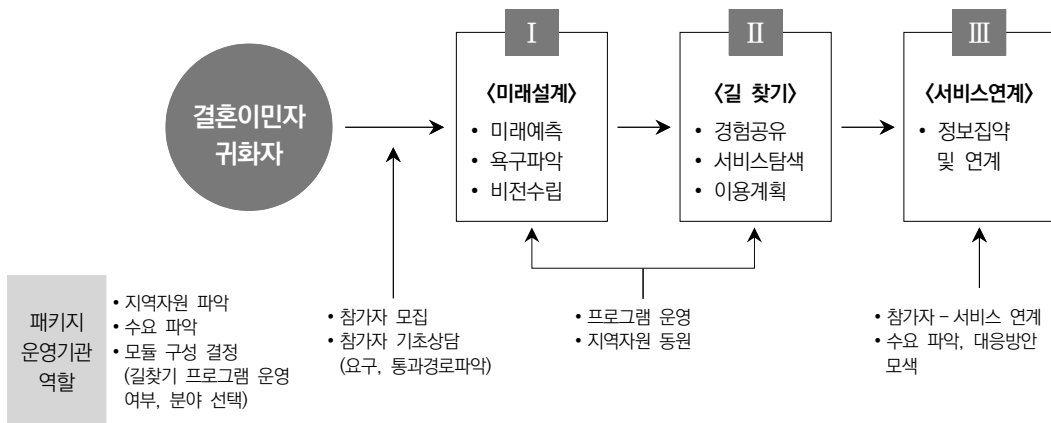 결혼이민자
귀화자
Ⅰ
〈미래설계〉
• 미래예측
• 욕구파악
• 비전수립
Ⅱ
〈길 찾기〉
• 경험공유
• 서비스탐색
• 이용계획
Ⅲ
〈서비스연계〉
• 정보집약
및 연계
패키지
운영기관
역할
• 지역자원 파악
• 수요 파악
• 모듈 구성 결정
(길찾기 프로그램 운영
여부, 분야 선택)
• 참가자 모집
• 참가자 기초상담
(요구, 통과경로파악)
• 프로그램 운영
• 지역자원 동원
• 참가자 – 서비스 연계
• 수요 파악, 대응방안
모색